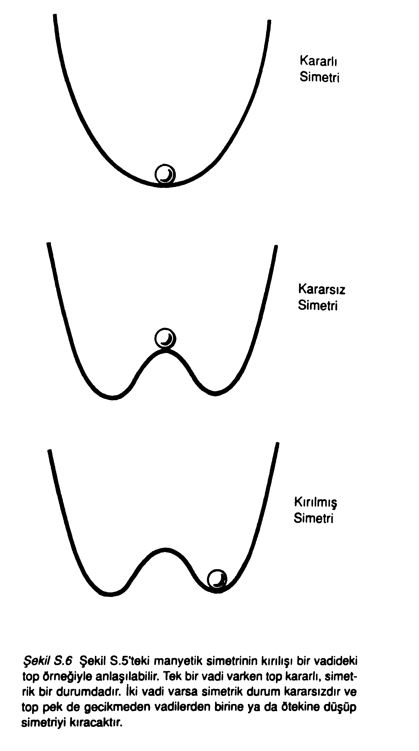 Kararlı
Simetri
Kararsız
Simetri
Kırılmış
Simetri
Şekil S.6 Şekil S.5'teki manyetik simetrinin kırılışı bir vadideki
top örneğiyle anlaşılabilir. Tek bir vadi varken top kararlı, simet-
rik bir durumdadır. İki vadi varsa simetrik durum kararsızdır ve
top pek de gecikmeden vadilerden birine ya da ötekine düşüp
simetriyi kıracaktır.